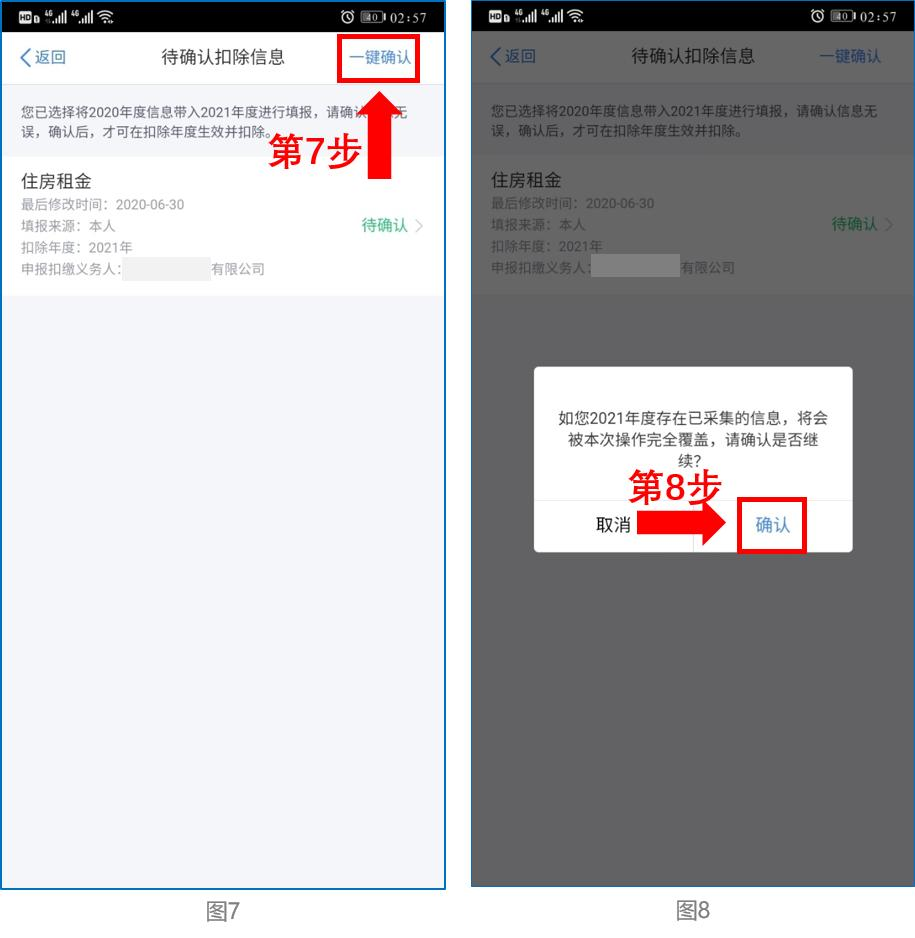 HD 4G 4G 40 02:57
返回 待确认扣除信息 一键确认
您已选择将2020年度信息带入2021年度进行填报，请确认信息无
误，确认后，才可在扣除年度生效并扣除。
第7步
住房租金
最后修改时间：2020-06-30
填报来源：本人
待确认
扣除年度：2021年
申报扣缴义务人： 有限公司
图7
HD 4G 4G 40 02:57
返回 待确认扣除信息 一键确认
您已选择将2020年度信息带入2021年度进行填报，请确认信息无
误，确认后，才可在扣除年度生效并扣除。
住房租金
最后修改时间：2020-06-30
填报来源：本人
待确认
扣除年度：2021年
申报扣缴义务人： 有限公司
如您2021年度存在已采集的信息，将会
被本次操作完全覆盖，请确认是否继
续？
第8步
取消 确认
图8